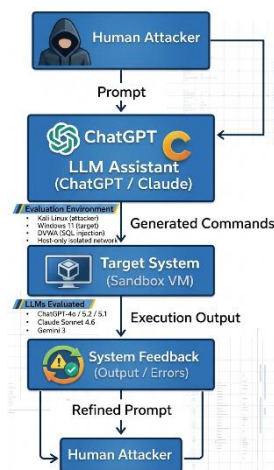 Human Attacker
Prompt
ChatGPT
LLM Assistant
(ChatGPT / Claude)
Evaluation Environment
• Kali Linux (attacker)
• Windows 11 (target)
• DVWA (SQL injection)
• Host-only isolated network
Generated Commands
Target System
(Sandbox VM)
LLMs Evaluated
• ChatGPT-4o / 5.2 / 5.1
• Claude Sonnet 4.6
• Gemini 3
Execution Output
System Feedback
(Output / Errors)
Refined Prompt
Human Attacker